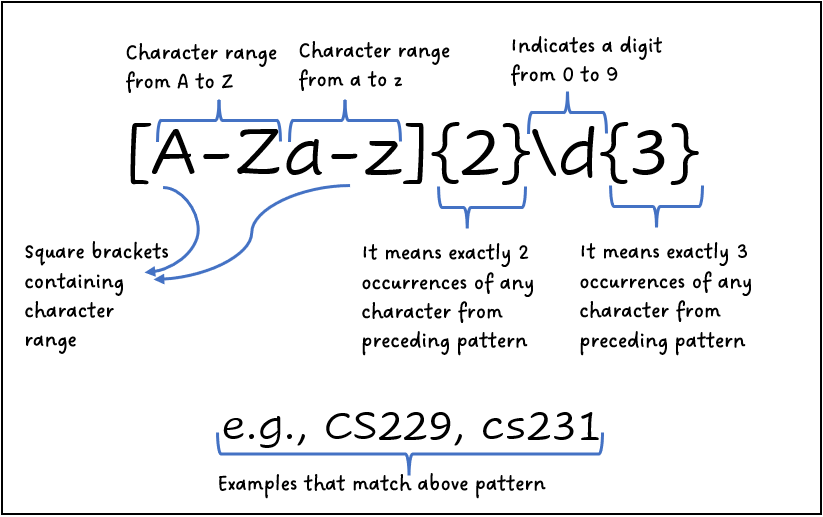 Character range
from A to Z
Character range
from a to z
Indicates a digit
from 0 to 9
[A-Za-z]{2}\d{3}
Square brackets
containing
character
range
It means exactly 2
occurrences of any
character from
preceding pattern
It means exactly 3
occurrences of any
character from
preceding pattern
e.g., CS229, cs231
Examples that match above pattern